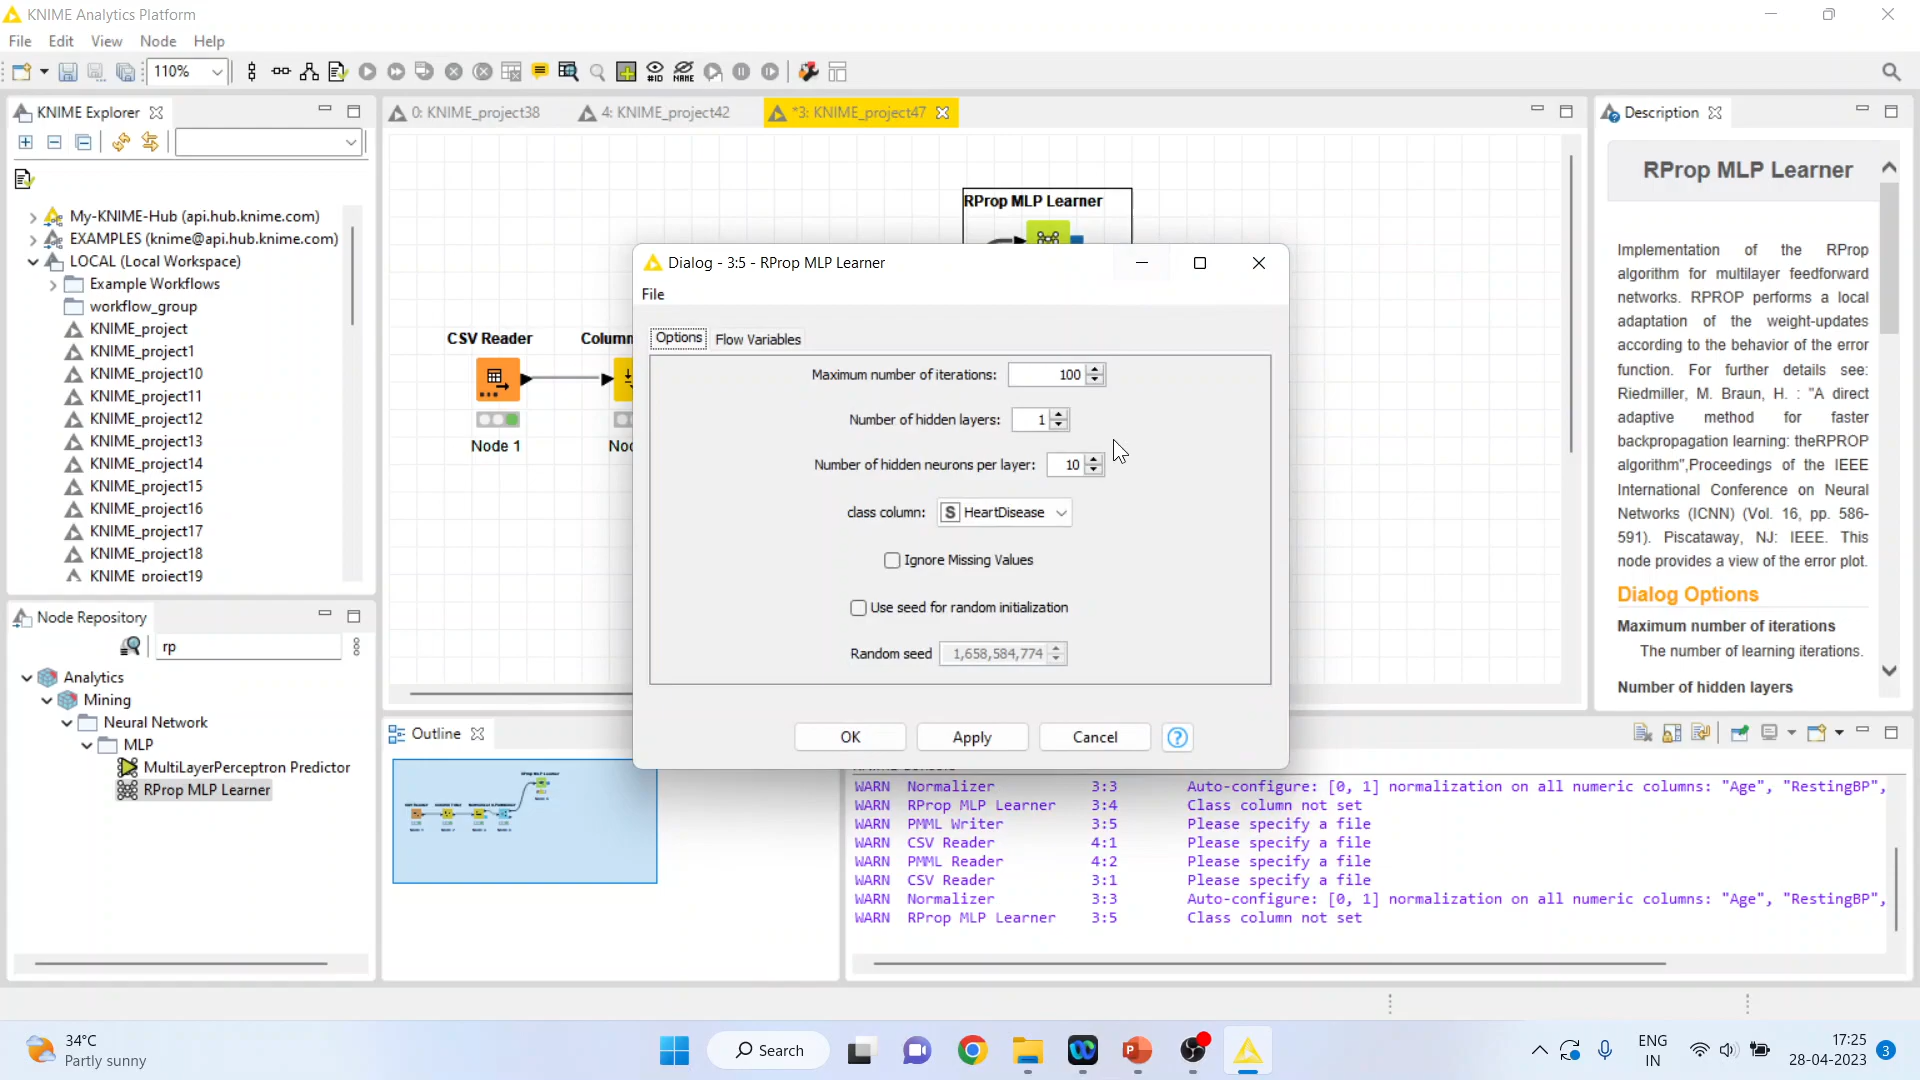 KNIME Analytics Platform
File Edit View Node Help
110%
#ID NAME
KNIME Explorer
My-KNIME-Hub (api.hub.knime.com)
EXAMPLES (knime@api.hub.knime.com)
LOCAL (Local Workspace)
Example Workflows
workflow_group
KNIME_project
KNIME_project1
KNIME_project10
KNIME_project11
KNIME_project12
KNIME_project13
KNIME_project14
KNIME_project15
KNIME_project16
KNIME_project17
KNIME_project18
KNIME_project19
Node Repository
rp
Analytics
Mining
Neural Network
MLP
MultiLayerPerceptron Predictor
RProp MLP Learner
0: KNIME_project38 4: KNIME_project42 *3: KNIME_project47
RProp MLP Learner
CSV Reader
Node 1
Column
Noc
Dialog - 3:5 - RProp MLP Learner
File
Options Flow Variables
Maximum number of iterations: 100
Number of hidden layers: 1
Number of hidden neurons per layer: 10
class column: S HeartDisease
Ignore Missing Values
Use seed for random initialization
Random seed 1,658,584,774
OK Apply Cancel ?
Outline
WARN Normalizer 3:3 Auto-configure: [0, 1] normalization on all numeric columns: "Age", "RestingBP",
WARN RProp MLP Learner 3:4 Class column not set
WARN PMML Writer 3:5 Please specify a file
WARN CSV Reader 4:1 Please specify a file
WARN PMML Reader 4:2 Please specify a file
WARN CSV Reader 3:1 Please specify a file
WARN Normalizer 3:3 Auto-configure: [0, 1] normalization on all numeric columns: "Age", "RestingBP",
WARN RProp MLP Learner 3:5 Class column not set
Description
RProp MLP Learner
Implementation of the RProp
algorithm for multilayer feedforward
networks. RPROP performs a local
adaptation of the weight-updates
according to the behavior of the error
function. For further details see:
Riedmiller, M. Braun, H. : "A direct
adaptive method for faster
backpropagation learning: theRPROP
algorithm",Proceedings of the IEEE
International Conference on Neural
Networks (ICNN) (Vol. 16, pp. 586-
591). Piscataway, NJ: IEEE. This
node provides a view of the error plot.
Dialog Options
Maximum number of iterations
The number of learning iterations.
Number of hidden layers
34°C
Partly sunny
Search
ENG
IN
17:25
28-04-2023
3